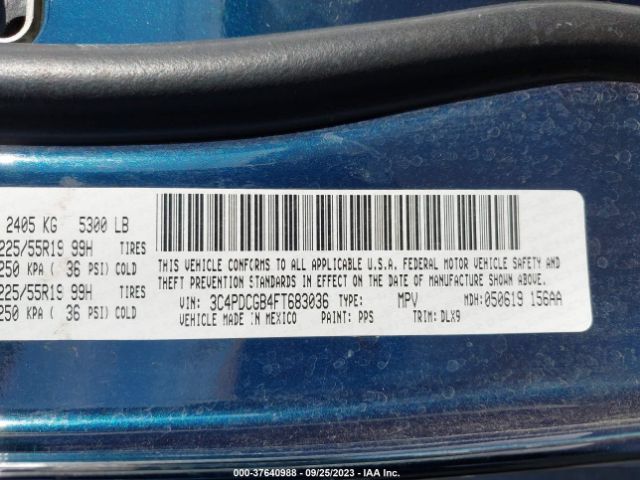 2405 KG 5300 LB
225/55R19 99H TIRES
250 KPA ( 36 PSI) COLD
225/55R19 99H TIRES
250 KPA ( 36 PSI) COLD
THIS VEHICLE CONFORMS TO ALL APPLICABLE U.S.A. FEDERAL MOTOR VEHICLE SAFETY AND
THEFT PREVENTION STANDARDS IN EFFECT ON THE DATE OF MANUFACTURE SHOWN ABOVE.
VIN: 3C4PDCGB4FT683036 TYPE: MPV MDH: 050619 156AA
VEHICLE MADE IN MEXICO PAINT: PPS TRIM: DLX9
000-37640988 - 09/25/2023 - IAA Inc.